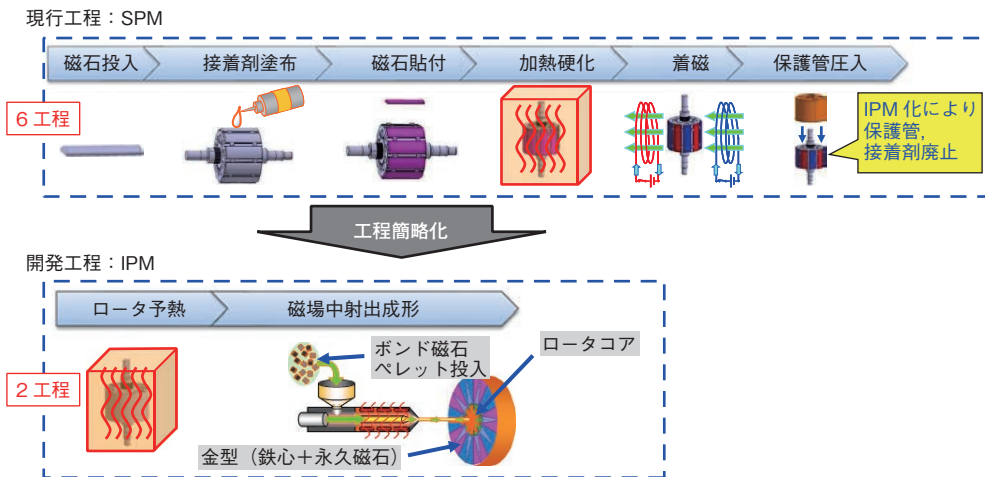 現行工程：SPM
磁石投入
接着剤塗布
磁石貼付
加熱硬化
着磁
保護管圧入
6工程
IPM 化により
保護管,
接着剤廃止
工程簡略化
開発工程：IPM
ロータ予熱
磁場中射出成形
2工程
ボンド磁石
ペレット投入
ロータコア
金型（鉄心＋永久磁石）